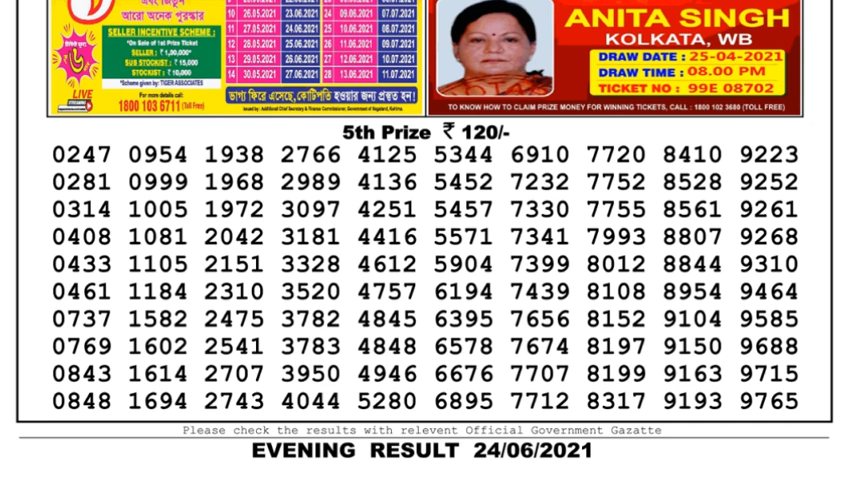 এবং জিতুন
আরো অনেক পুরস্কার
SELLER INCENTIVE SCHEME :
*On Sale of 1st Prize Ticket
SELLER : ₹ 1,00,000*
SUB STOCKIST : ₹ 15,000
STOCKIST : ₹ 10,000
*Scheme given by: TIGER ASSOCIATES
For more details call:
LIVE
1800 103 6711 (Toll Free)
10 26.05.2021 23.06.2021 24 09.06.2021 07.07.2021
11 27.05.2021 24.06.2021 25 10.06.2021 08.07.2021
12 28.05.2021 25.06.2021 26 11.06.2021 09.07.2021
13 29.05.2021 26.06.2021 27 12.06.2021 10.07.2021
14 30.05.2021 27.06.2021 28 13.06.2021 11.07.2021
ভাগ্য ফিরে এসেছে, কোটিপতি হওয়ার জন্য প্রস্তুত হন!
Issued by : Additional Chief Secretary & Finance Commissioner, Government of Nagaland, Kohima.
ANITA SINGH
KOLKATA, WB
DRAW DATE : 25-04-2021
DRAW TIME : 08.00 PM
TICKET NO : 99E 08702
TO KNOW HOW TO CLAIM PRIZE MONEY FOR WINNING TICKETS, CALL : 1800 102 3680 (TOLL FREE)
5th Prize ₹ 120/-
0247 0954 1938 2766 4125 5344 6910 7720 8410 9223
0281 0999 1968 2989 4136 5452 7232 7752 8528 9252
0314 1005 1972 3097 4251 5457 7330 7755 8561 9261
0408 1081 2042 3181 4416 5571 7341 7993 8807 9268
0433 1105 2151 3328 4612 5904 7399 8012 8844 9310
0461 1184 2310 3520 4757 6194 7439 8108 8954 9464
0737 1582 2475 3782 4845 6395 7656 8152 9104 9585
0769 1602 2541 3783 4848 6578 7674 8197 9150 9688
0843 1614 2707 3950 4946 6676 7707 8199 9163 9715
0848 1694 2743 4044 5280 6895 7712 8317 9193 9765
Please check the results with relevent Official Government Gazatte
EVENING RESULT 24/06/2021